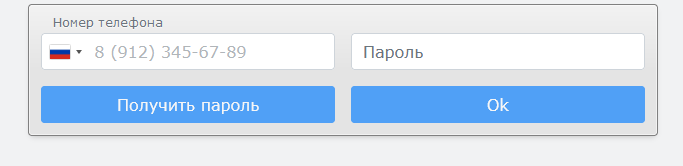 Номер телефона
8 (912) 345-67-89
Пароль
Получить пароль
Ok